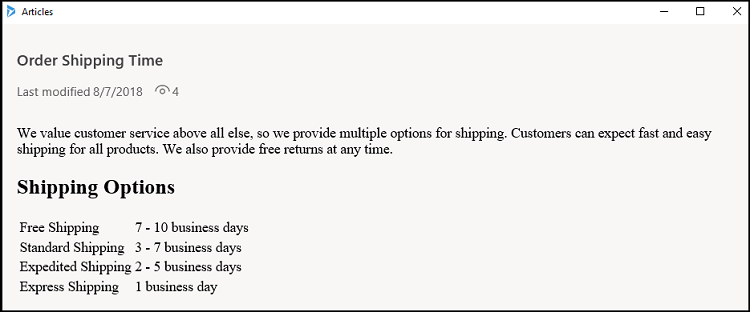 Articles
Order Shipping Time
Last modified 8/7/2018 4
We value customer service above all else, so we provide multiple options for shipping. Customers can expect fast and easy
shipping for all products. We also provide free returns at any time.
Shipping Options
Free Shipping 7 - 10 business days
Standard Shipping 3 - 7 business days
Expedited Shipping 2 - 5 business days
Express Shipping 1 business day